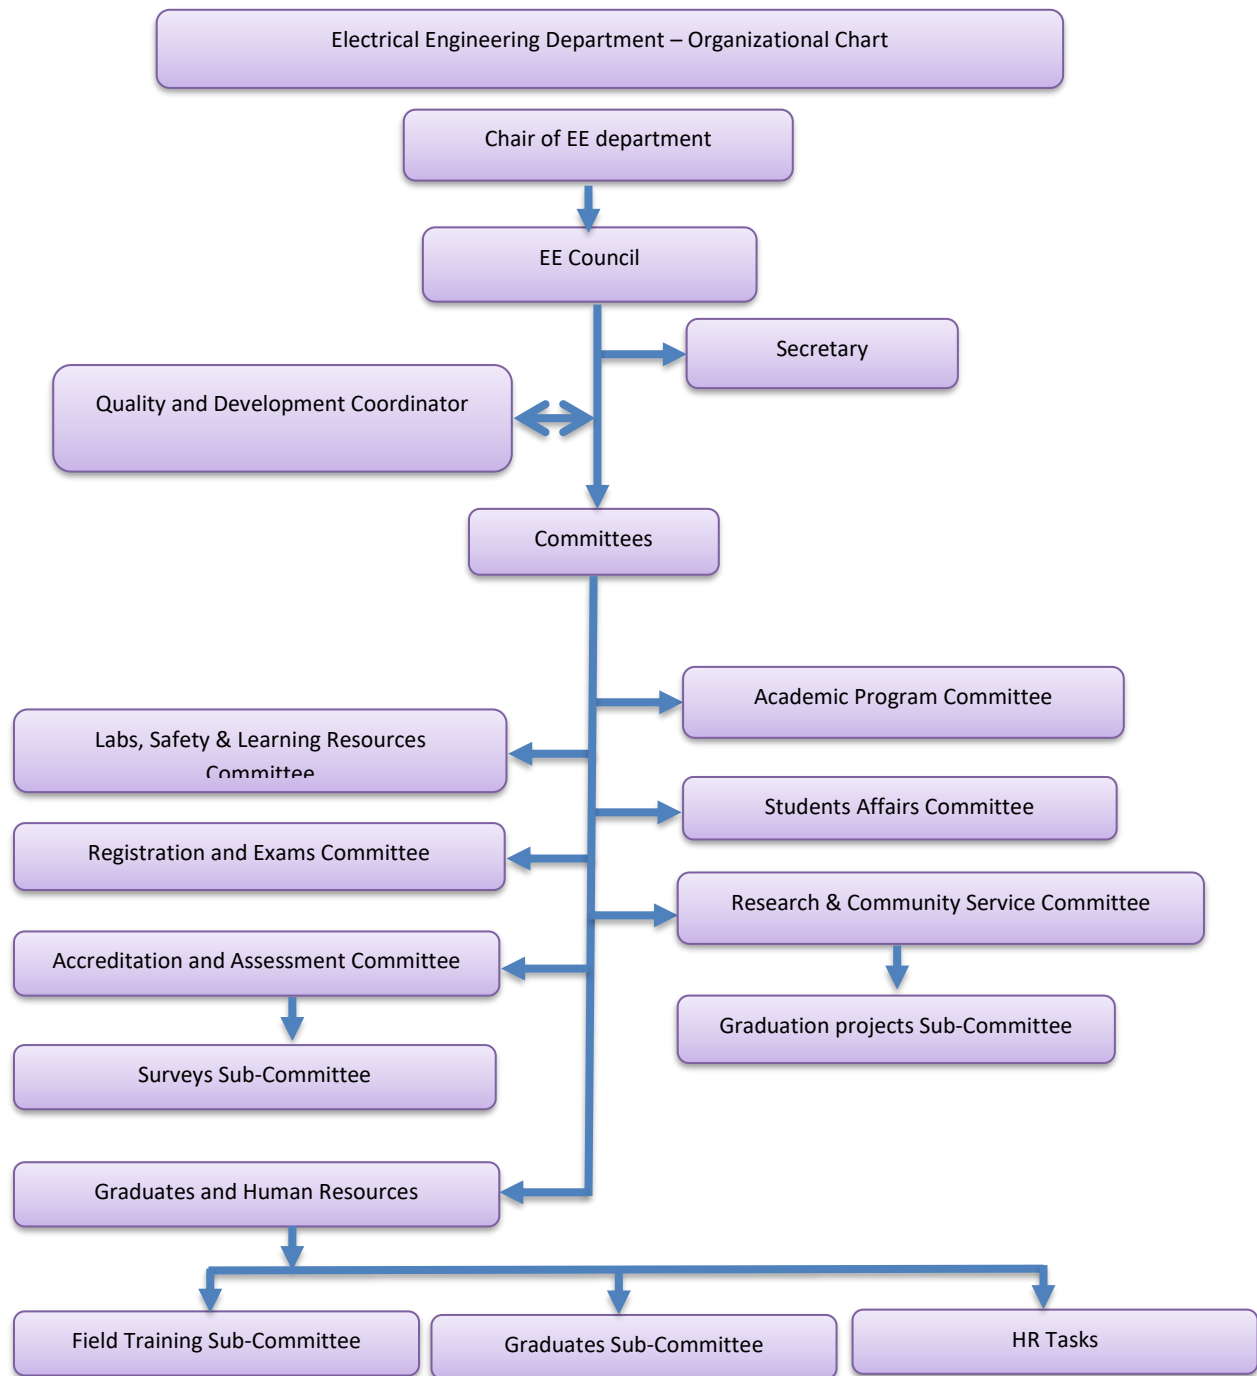 Electrical Engineering Department – Organizational Chart
Chair of EE department
EE Council
Secretary
Quality and Development Coordinator
Committees
Academic Program Committee
Labs, Safety & Learning Resources
Committee
Students Affairs Committee
Registration and Exams Committee
Research & Community Service Committee
Accreditation and Assessment Committee
Graduation projects Sub-Committee
Surveys Sub-Committee
Graduates and Human Resources
Field Training Sub-Committee
Graduates Sub-Committee
HR Tasks